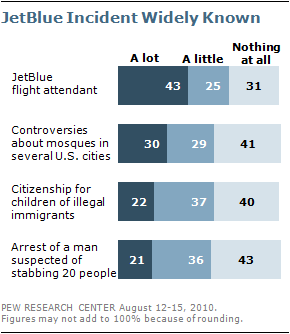 JetBlue Incident Widely Known
A lot A little Nothing
at all
JetBlue
flight attendant
43 25 31
Controversies
about mosques in
several U.S. cities
30 29 41
Citizenship for
children of illegal
immigrants
22 37 40
Arrest of a man
suspected of
stabbing 20 people
21 36 43
PEW RESEARCH CENTER August 12-15, 2010.
Figures may not add to 100% because of rounding.